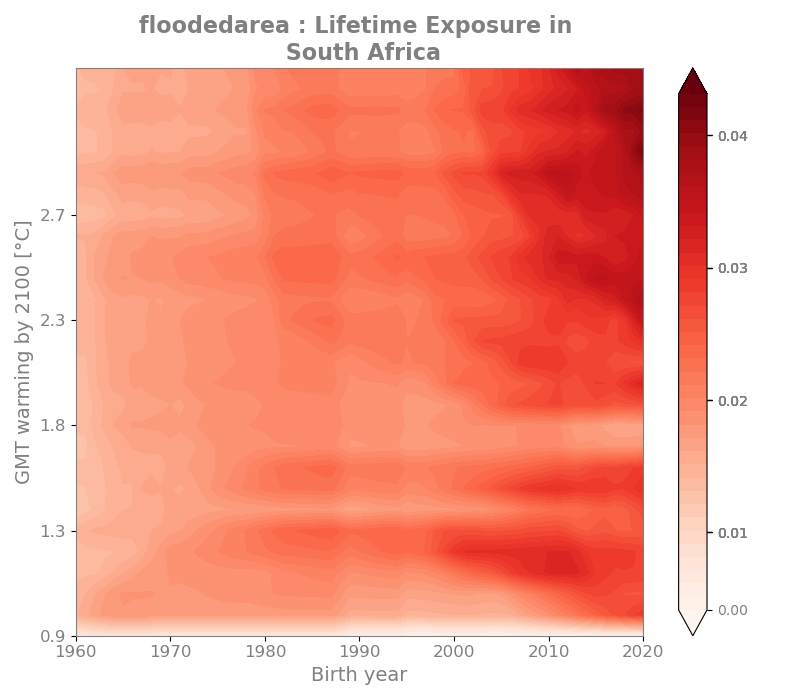 floodedarea : Lifetime Exposure in
South Africa
GMT warming by 2100 [°C]
2.7
2.3
1.8
1.3
0.9
1960 1970 1980 1990 2000 2010 2020
Birth year
0.04
0.03
0.02
0.01
0.00